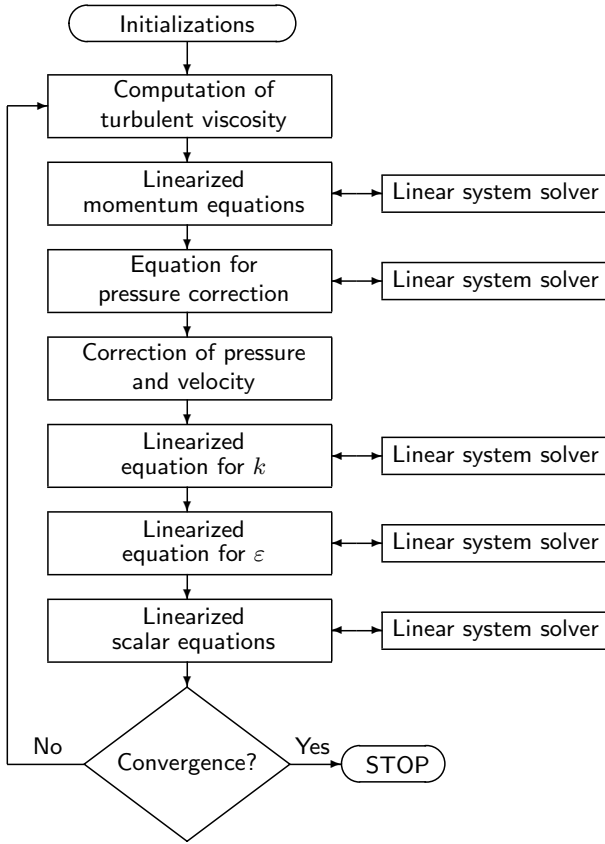 Initializations
Computation of
turbulent viscosity
Linearized
momentum equations
Linear system solver
Equation for
pressure correction
Linear system solver
Correction of pressure
and velocity
Linearized
equation for k
Linear system solver
Linearized
equation for ε
Linear system solver
Linearized
scalar equations
Linear system solver
No
Convergence?
Yes
STOP